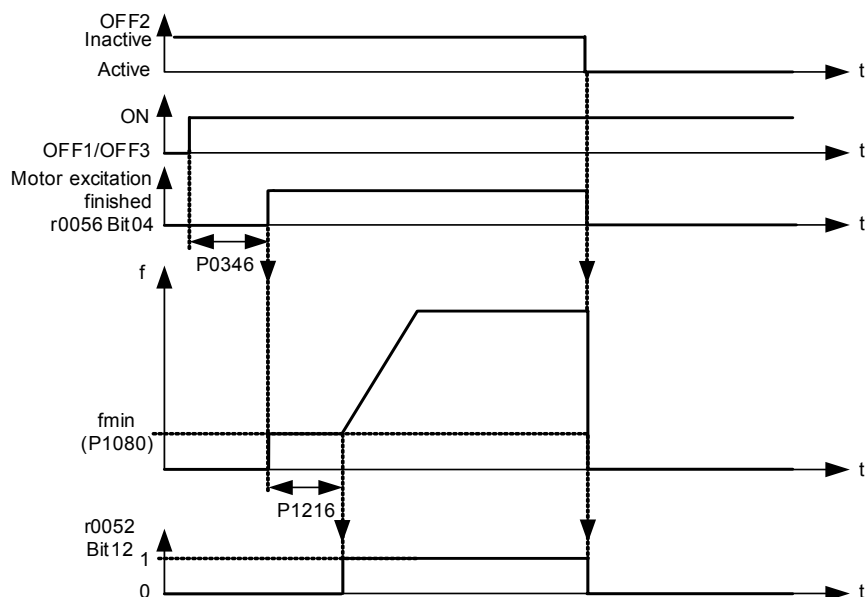 OFF2
Inactive
Active
t
ON
OFF1/OFF3
t
Motor excitation
finished
r0056 Bit04
t
P0346
f
fmin
(P1080)
t
P1216
r0052
Bit12
1
0
t